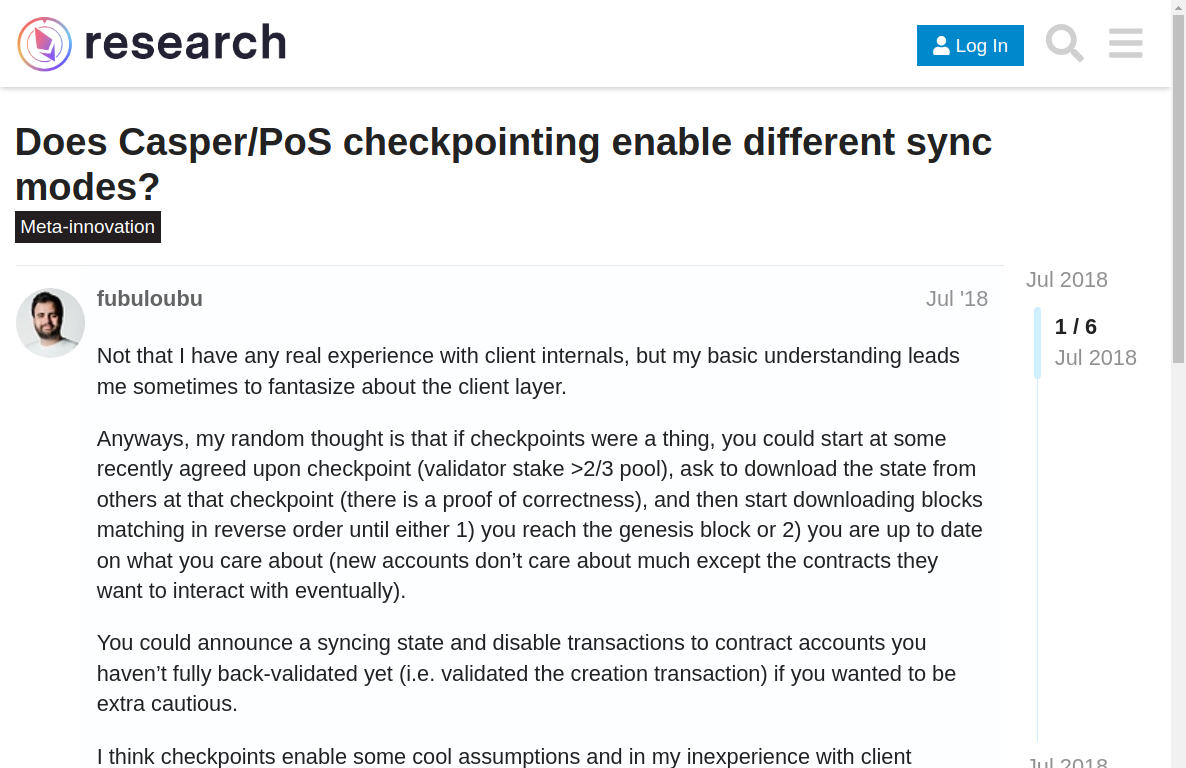 research
Log In
Does Casper/PoS checkpointing enable different sync
modes?
Meta-innovation
fubuloubu
Jul '18
Not that I have any real experience with client internals, but my basic understanding leads
me sometimes to fantasize about the client layer.
Anyways, my random thought is that if checkpoints were a thing, you could start at some
recently agreed upon checkpoint (validator stake >2/3 pool), ask to download the state from
others at that checkpoint (there is a proof of correctness), and then start downloading blocks
matching in reverse order until either 1) you reach the genesis block or 2) you are up to date
on what you care about (new accounts don’t care about much except the contracts they
want to interact with eventually).
You could announce a syncing state and disable transactions to contract accounts you
haven’t fully back-validated yet (i.e. validated the creation transaction) if you wanted to be
extra cautious.
I think checkpoints enable some cool assumptions and in my inexperience with client
Jul 2018
1 / 6
Jul 2018
Jul 2018